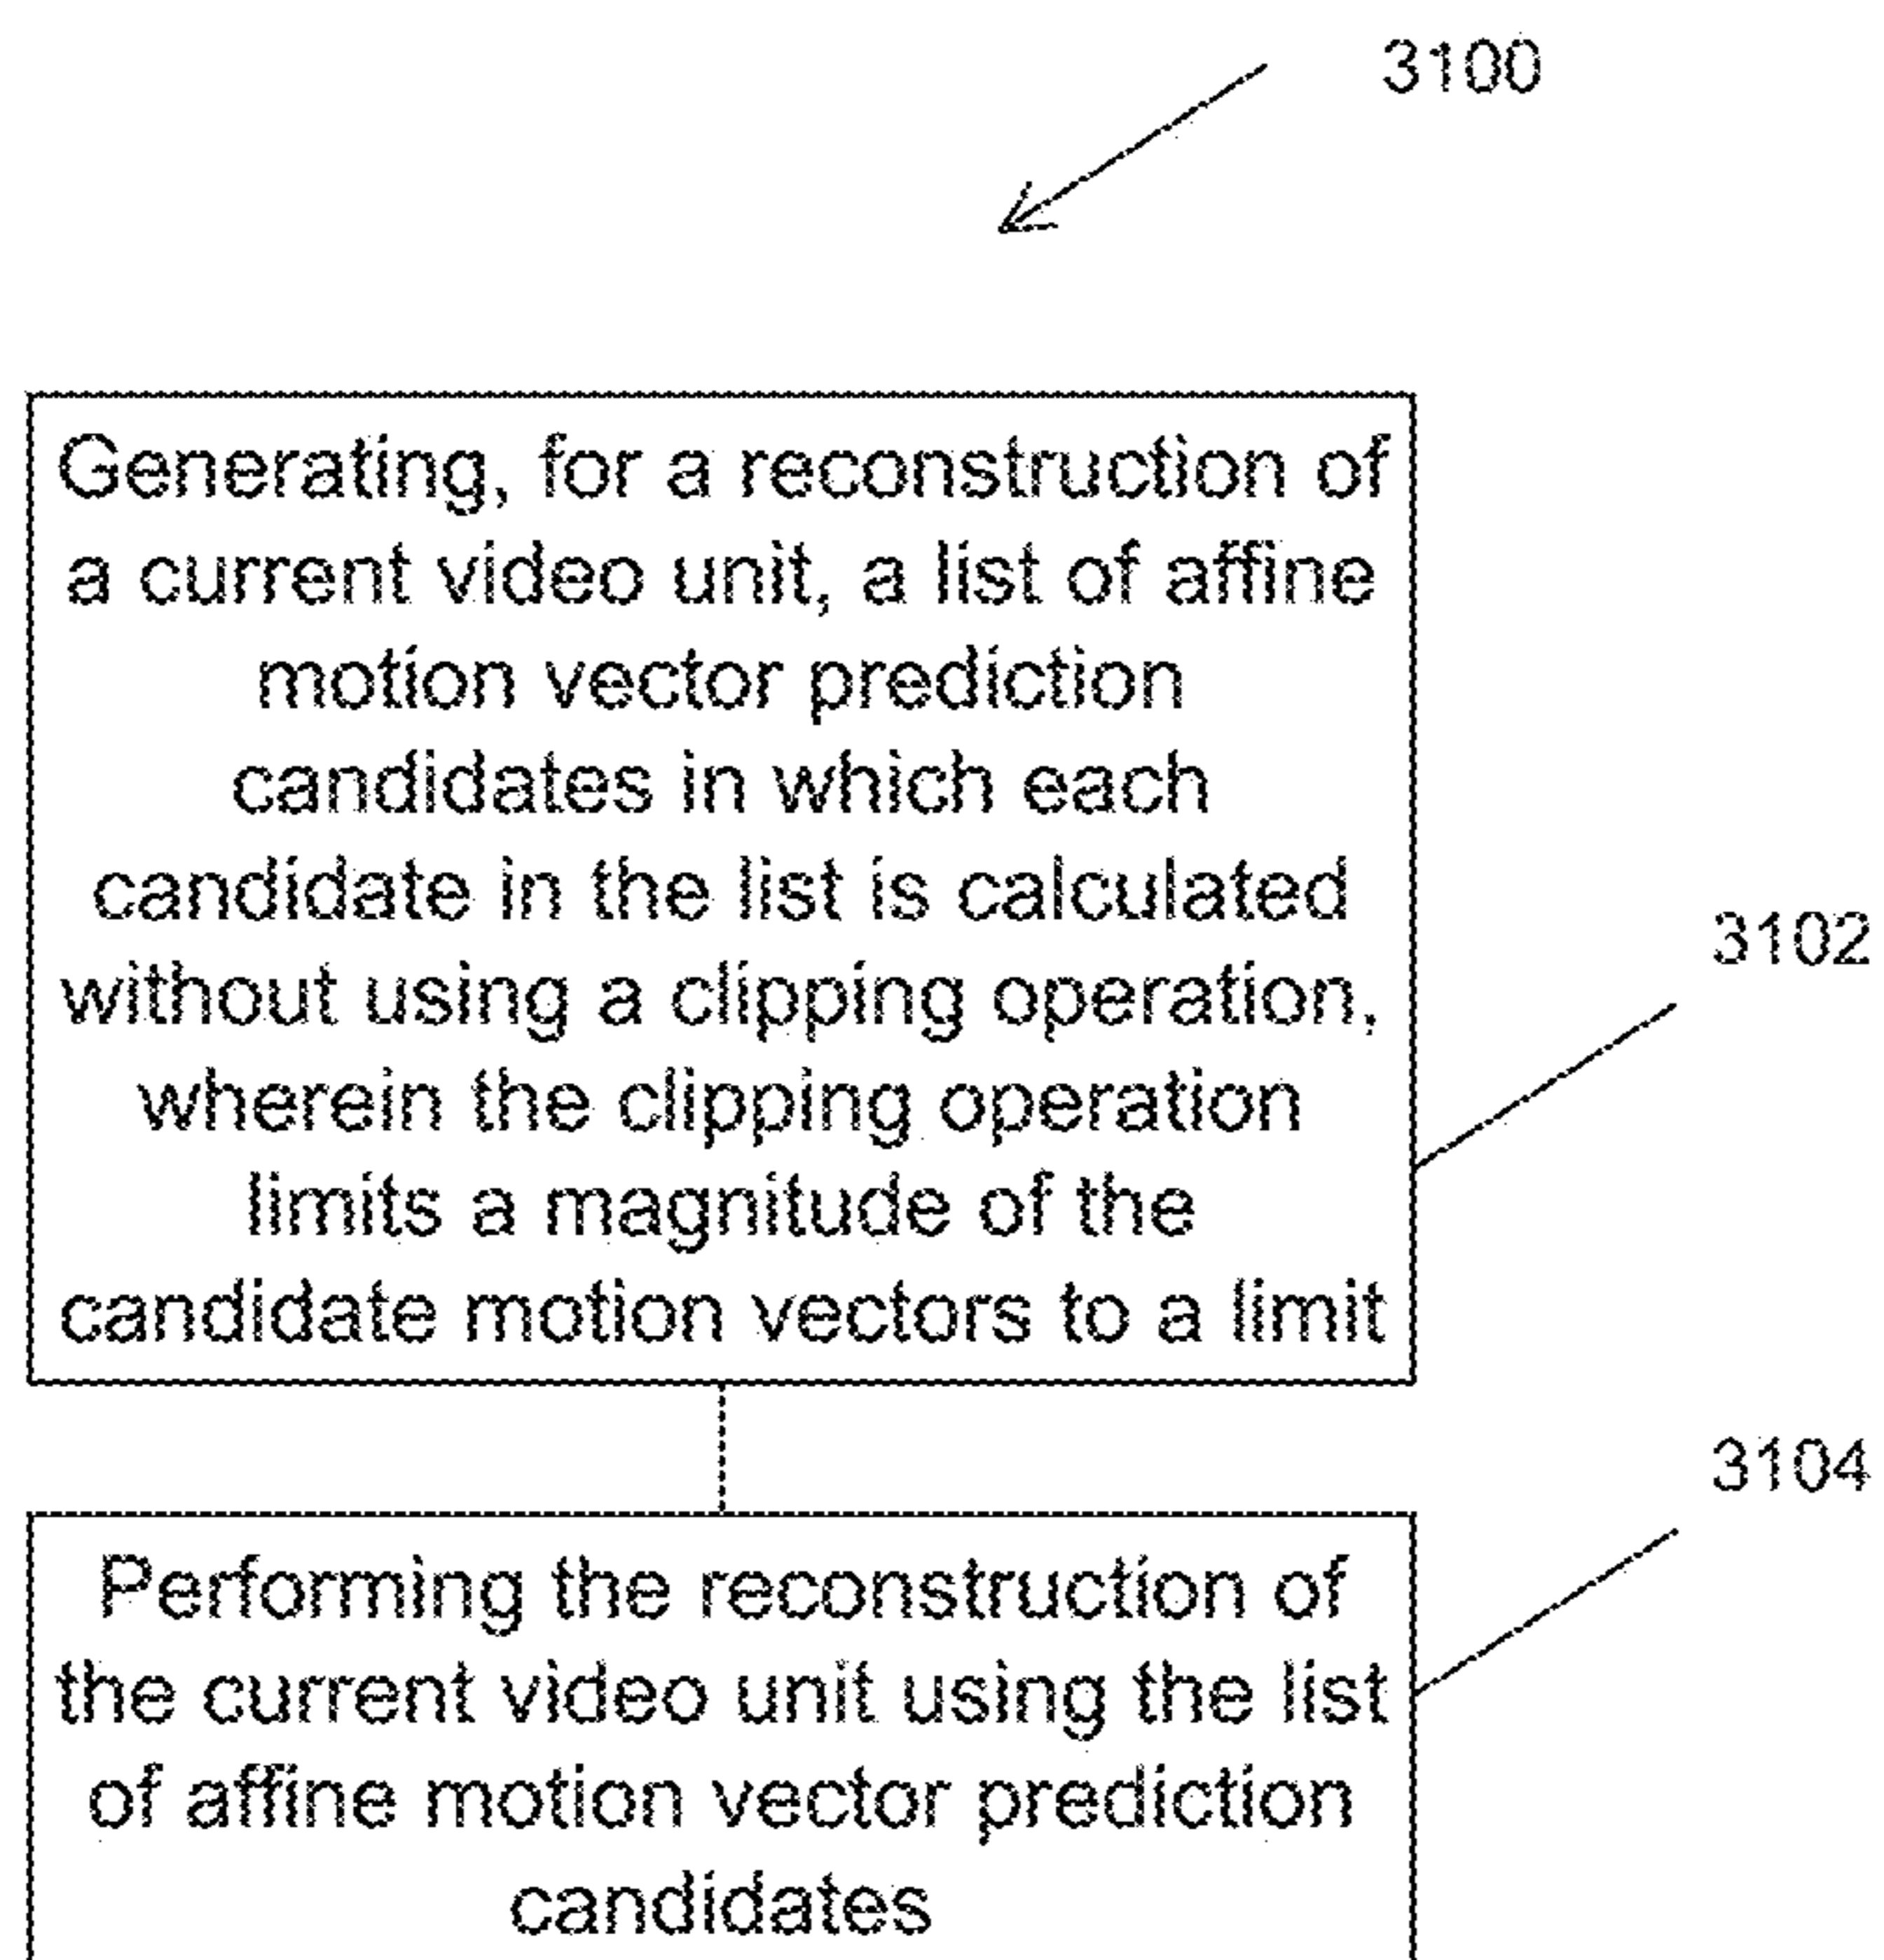 3100
Generating, for a reconstruction of
a current video unit, a list of affine
motion vector prediction
candidates in which each
candidate in the list is calculated
without using a clipping operation,
wherein the clipping operation
limits a magnitude of the
candidate motion vectors to a limit
3102
3104
Performing the reconstruction of
the current video unit using the list
of affine motion vector prediction
candidates